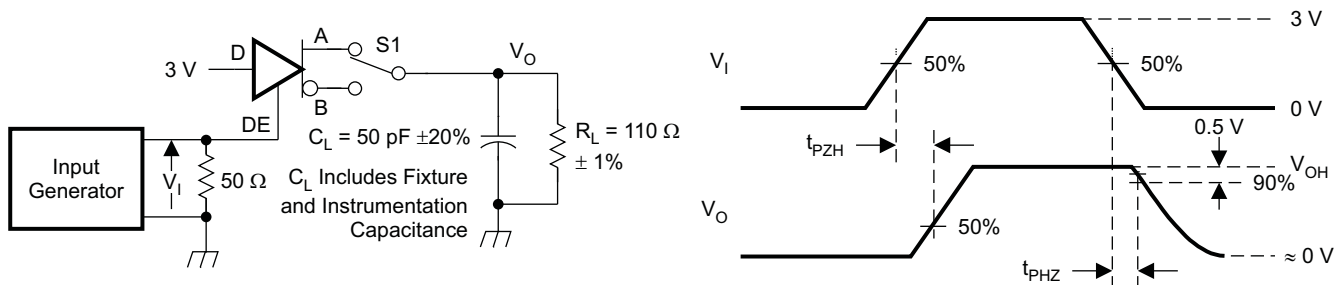 A
S1
D
3 V
V_O
B
DE
C_L = 50 pF ±20%
R_L = 110 Ω
± 1%
Input
Generator
V_I
50 Ω
C_L Includes Fixture
and Instrumentation
Capacitance
3 V
V_I
50%
50%
0 V
0.5 V
t_PZH
V_OH
90%
V_O
50%
≈ 0 V
t_PHZ